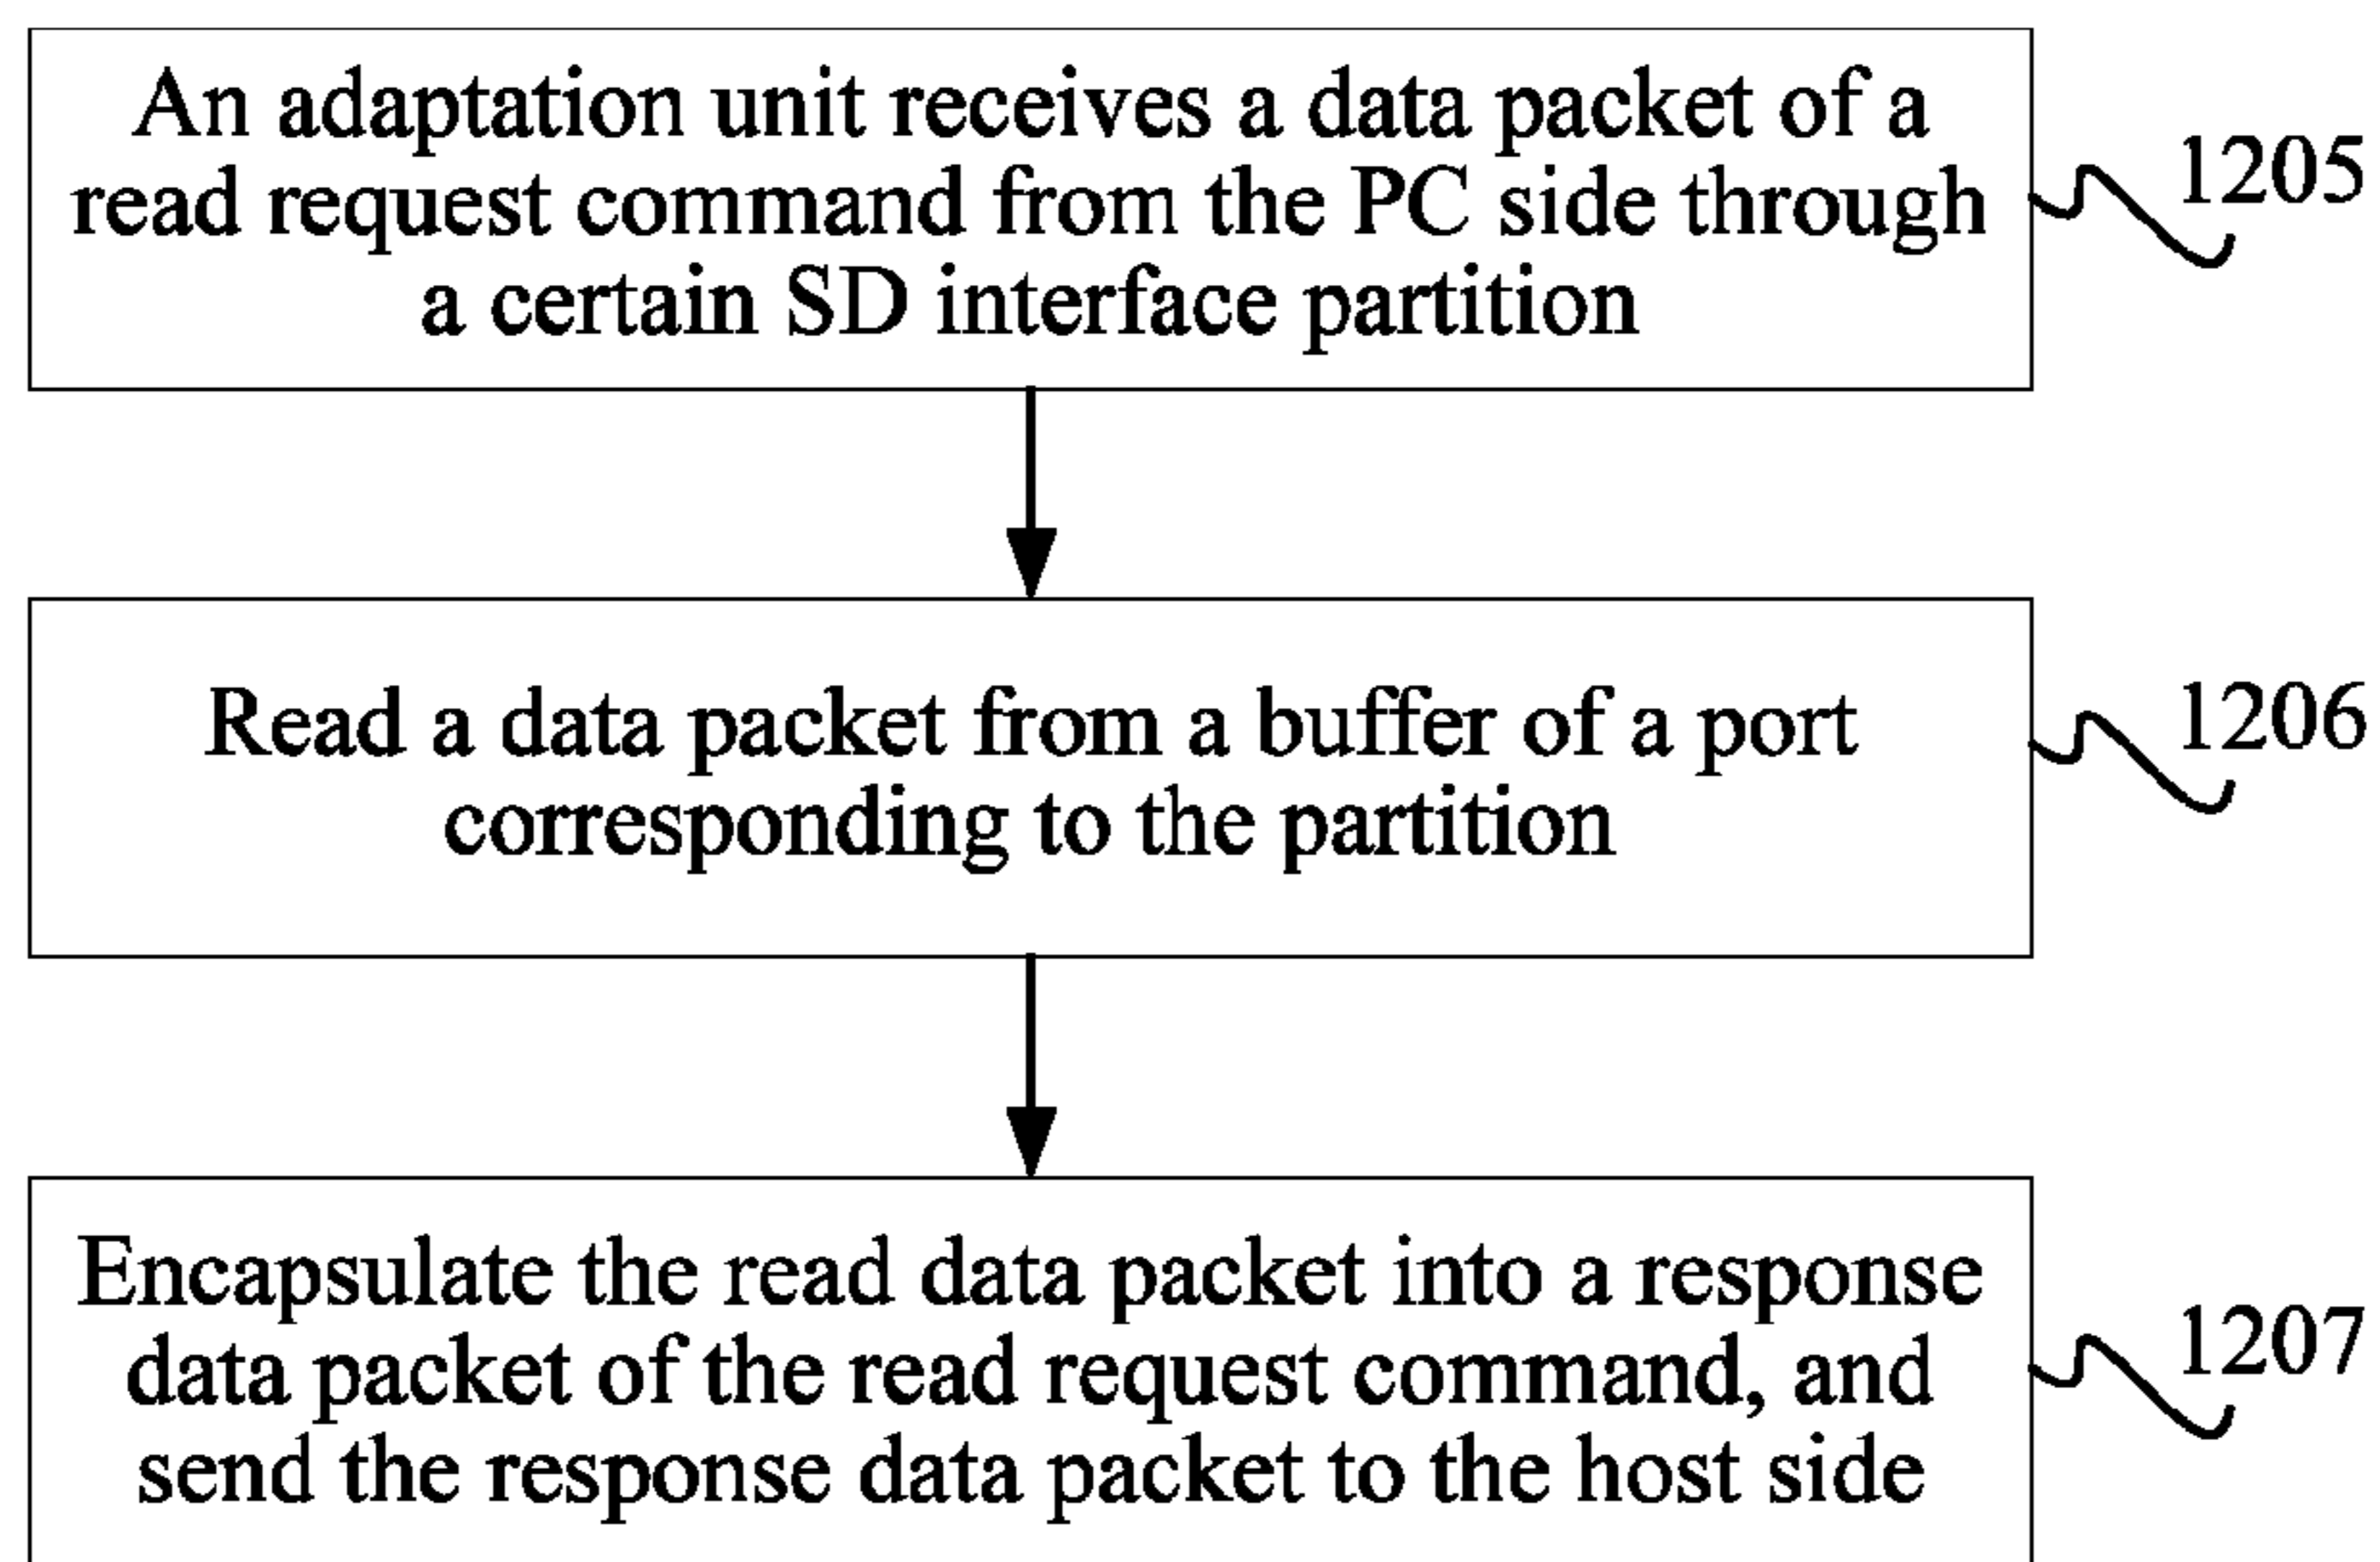 An adaptation unit receives a data packet of a
read request command from the PC side through
a certain SD interface partition
1205
Read a data packet from a buffer of a port
corresponding to the partition
1206
Encapsulate the read data packet into a response
data packet of the read request command, and
send the response data packet to the host side
1207